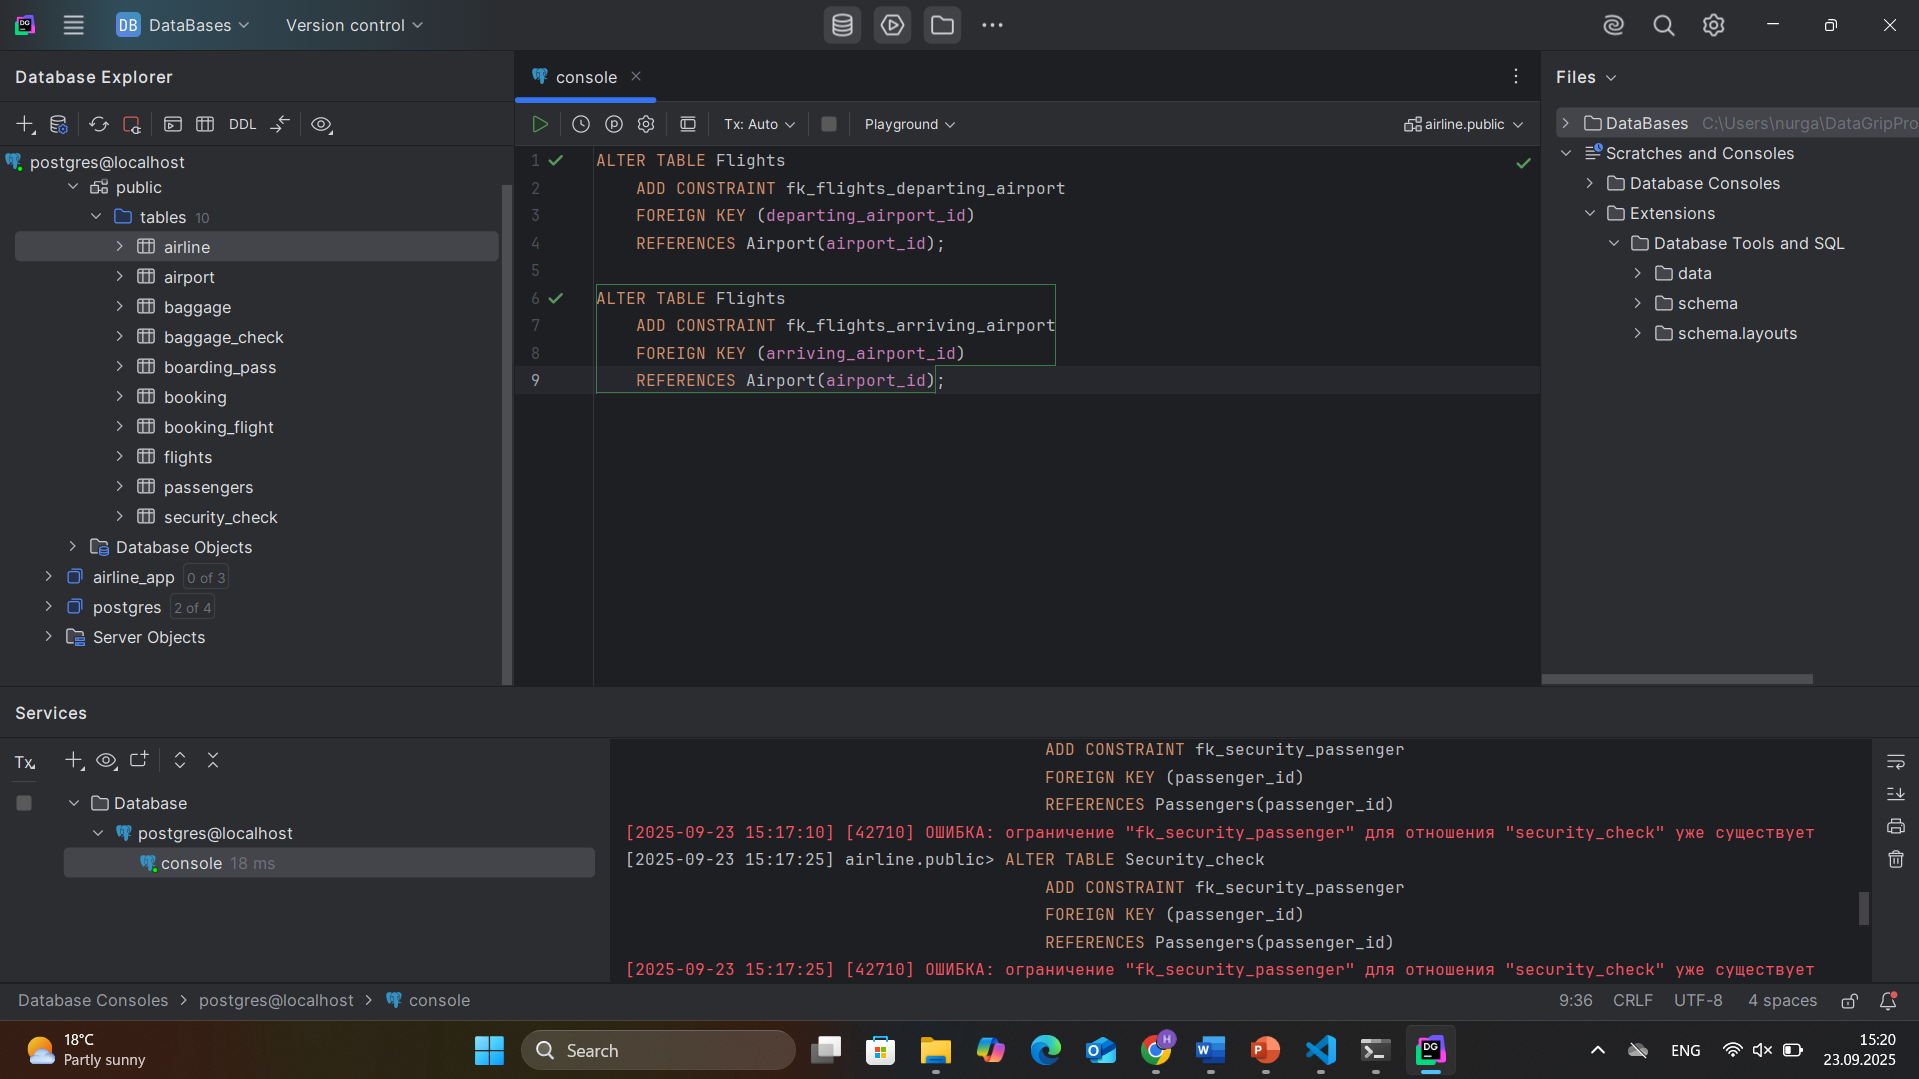 DB DataBases
Version control
Database Explorer
DDL
postgres@localhost
public
tables 10
airline
airport
baggage
baggage_check
boarding_pass
booking
booking_flight
flights
passengers
security_check
Database Objects
airline_app 0 of 3
postgres 2 of 4
Server Objects
console
Tx: Auto
Playground
airline.public
1 ALTER TABLE Flights
2 ADD CONSTRAINT fk_flights_departing_airport
3 FOREIGN KEY (departing_airport_id)
4 REFERENCES Airport(airport_id);
5
6 ALTER TABLE Flights
7 ADD CONSTRAINT fk_flights_arriving_airport
8 FOREIGN KEY (arriving_airport_id)
9 REFERENCES Airport(airport_id);
Files
DataBases C:\Users\nurga\DataGripPro
Scratches and Consoles
Database Consoles
Extensions
Database Tools and SQL
data
schema
schema.layouts
Services
Tx
Database
postgres@localhost
console 18 ms
ADD CONSTRAINT fk_security_passenger
FOREIGN KEY (passenger_id)
REFERENCES Passengers(passenger_id)
[2025-09-23 15:17:10] [42710] ОШИБКА: ограничение "fk_security_passenger" для отношения "security_check" уже существует
[2025-09-23 15:17:25] airline.public> ALTER TABLE Security_check
ADD CONSTRAINT fk_security_passenger
FOREIGN KEY (passenger_id)
REFERENCES Passengers(passenger_id)
[2025-09-23 15:17:25] [42710] ОШИБКА: ограничение "fk_security_passenger" для отношения "security_check" уже существует
Database Consoles > postgres@localhost > console
9:36 CRLF UTF-8 4 spaces
18°C
Partly sunny
Search
H
DG
ENG
15:20
23.09.2025